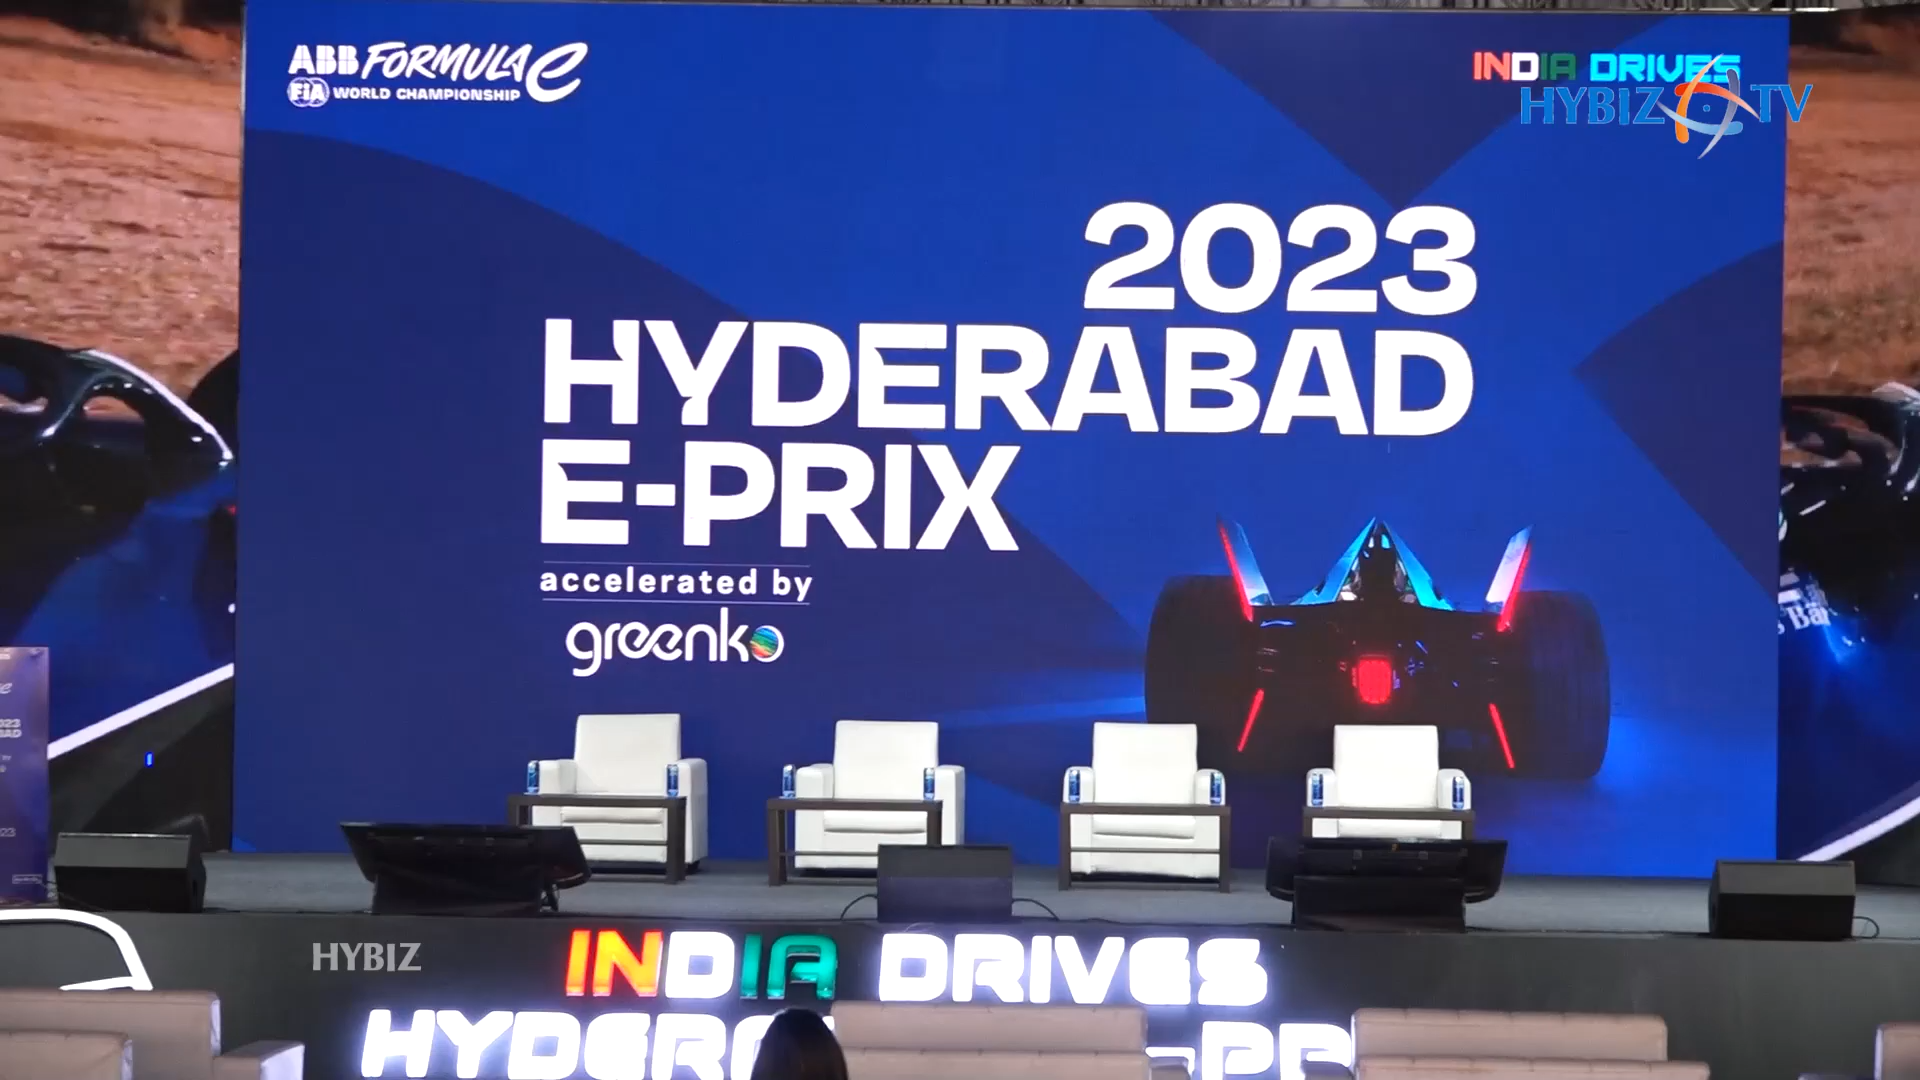 ABB FORMULA E
FIA WORLD CHAMPIONSHIP
INDIA DRIVES
HYBIZ TV
2023
HYDERABAD
E-PRIX
accelerated by
greenko
HYBIZ
INDIA DRIVES